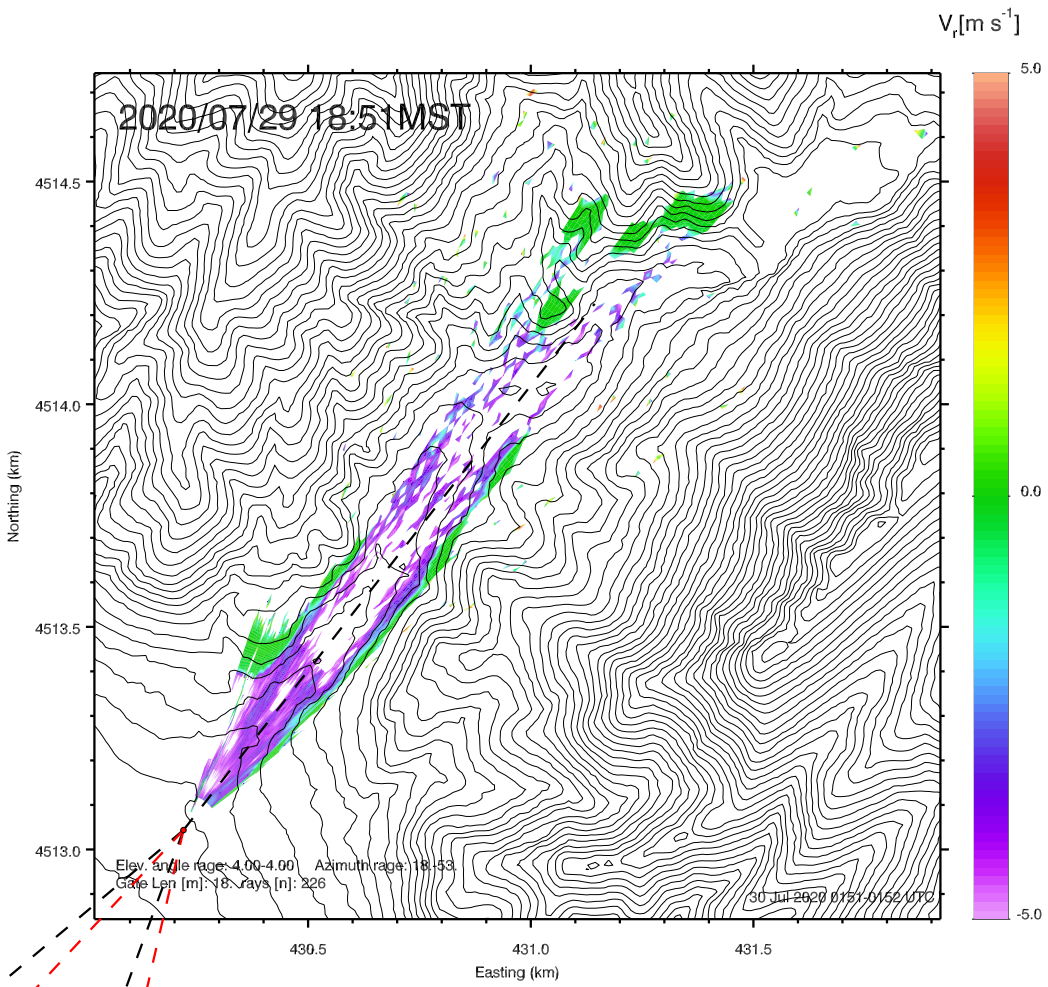 Vr[m s-1]
5.0
2020/07/29 18:51MST
4514.5
4514.0
0.0
Northing (km)
4513.5
4513.0
Elev. angle rage: 4.00-4.00 Azimuth rage: 18.-53.
Gate Len [m]: 18. rays [n]: 226
30 Jul 2020 0151-0152 UTC
-5.0
430.5 431.0 431.5
Easting (km)